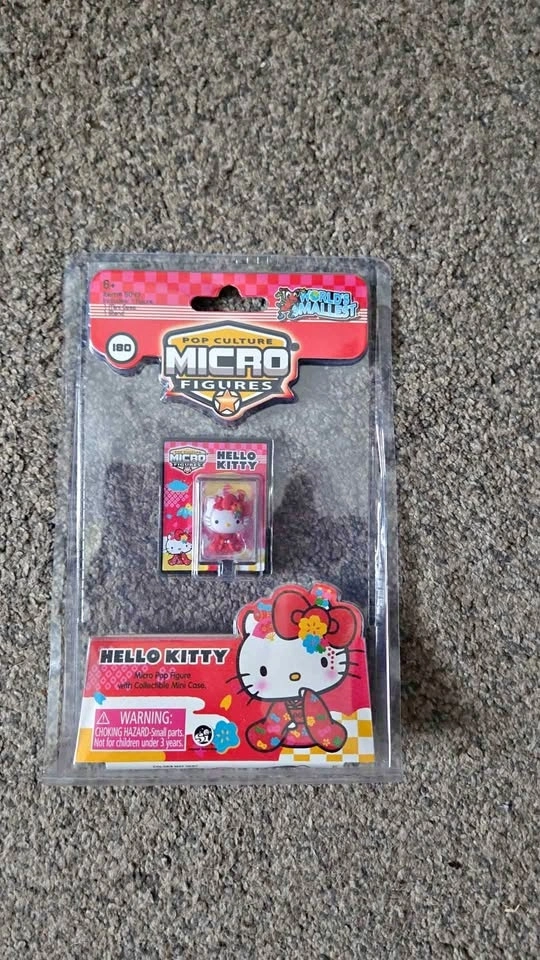 6+
WORLD'S
SMALLEST
180
POP CULTURE
MICRO
FIGURES
MICRO
FIGURES
HELLO
KITTY
HELLO KITTY
Micro Pop Figure
with Collectible Mini Case.
WARNING:
CHOKING HAZARD-Small parts.
Not for children under 3 years.